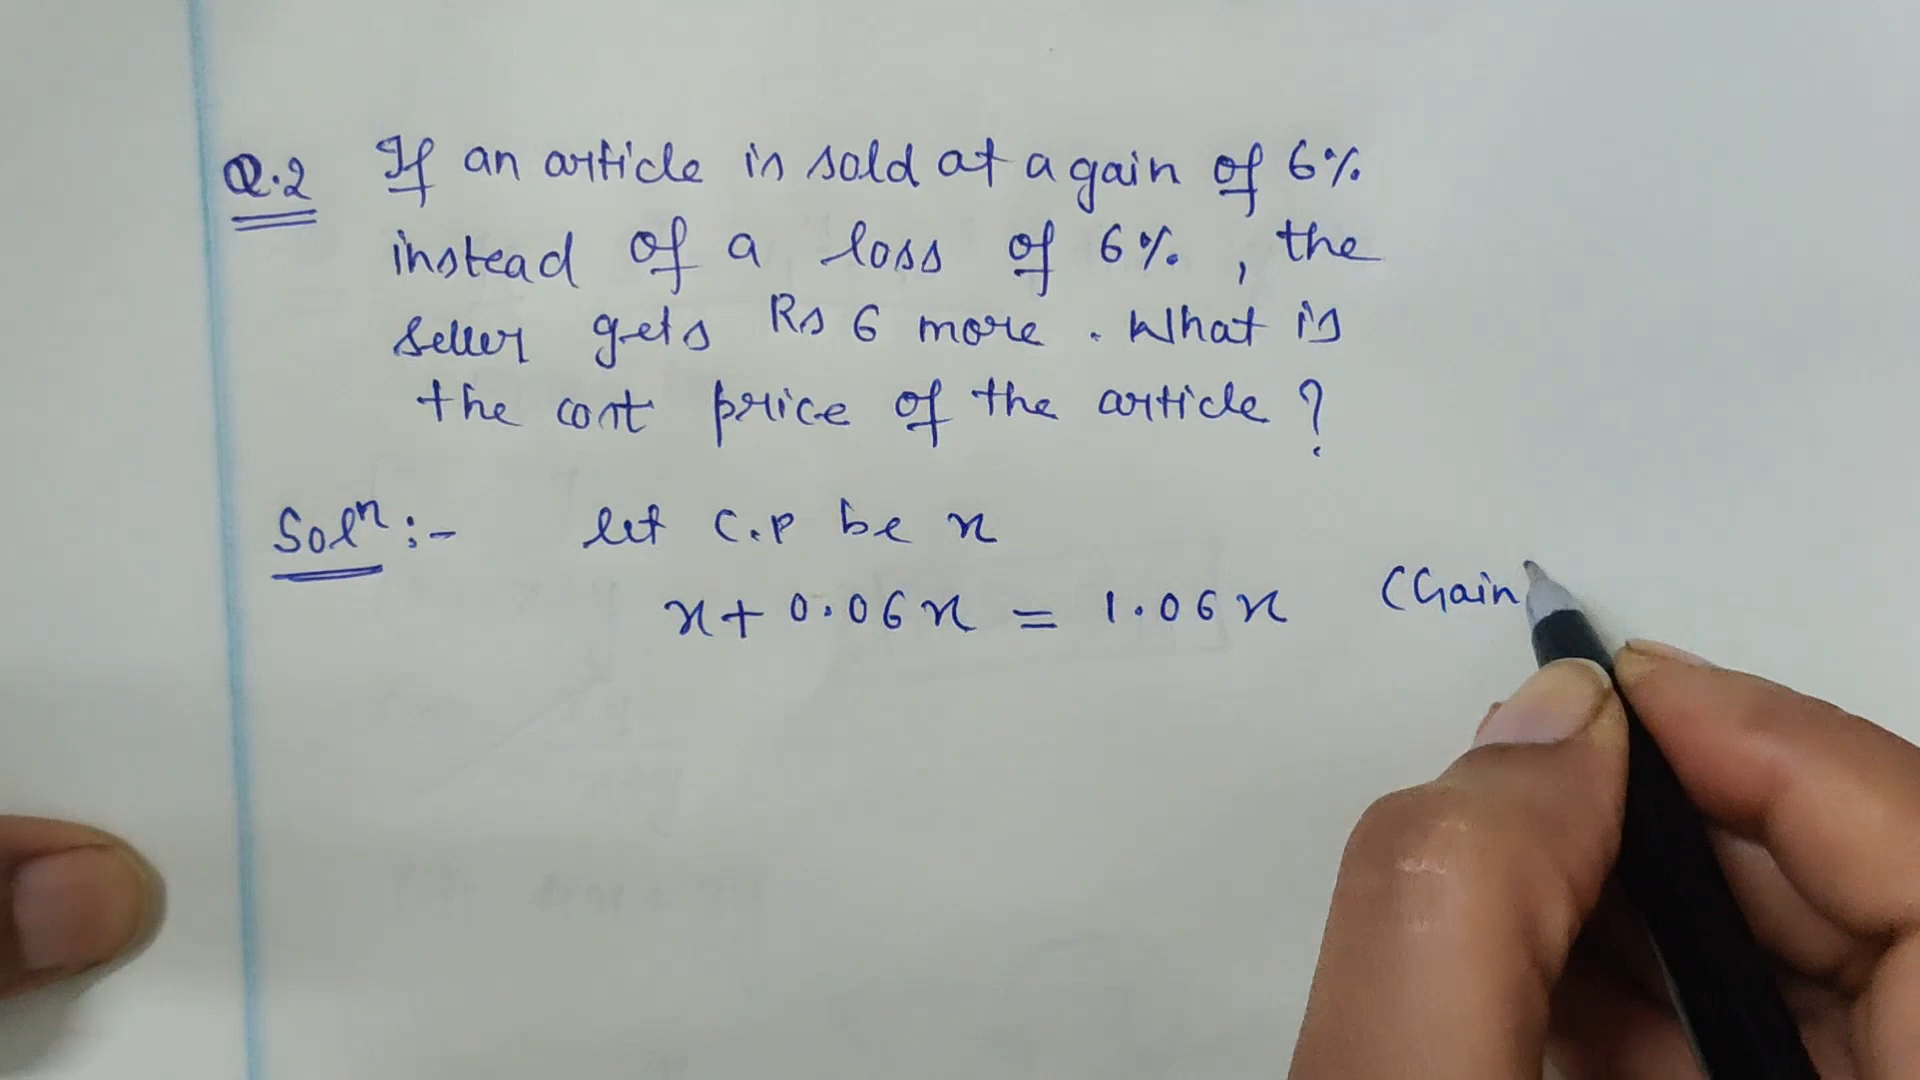 Q.2 If an article is sold at a gain of 6%
instead of a loss of 6%, the
seller gets Rs 6 more. What is
the cost price of the article?
Solⁿ :- let C.P be x
x + 0.06x = 1.06x (Gain